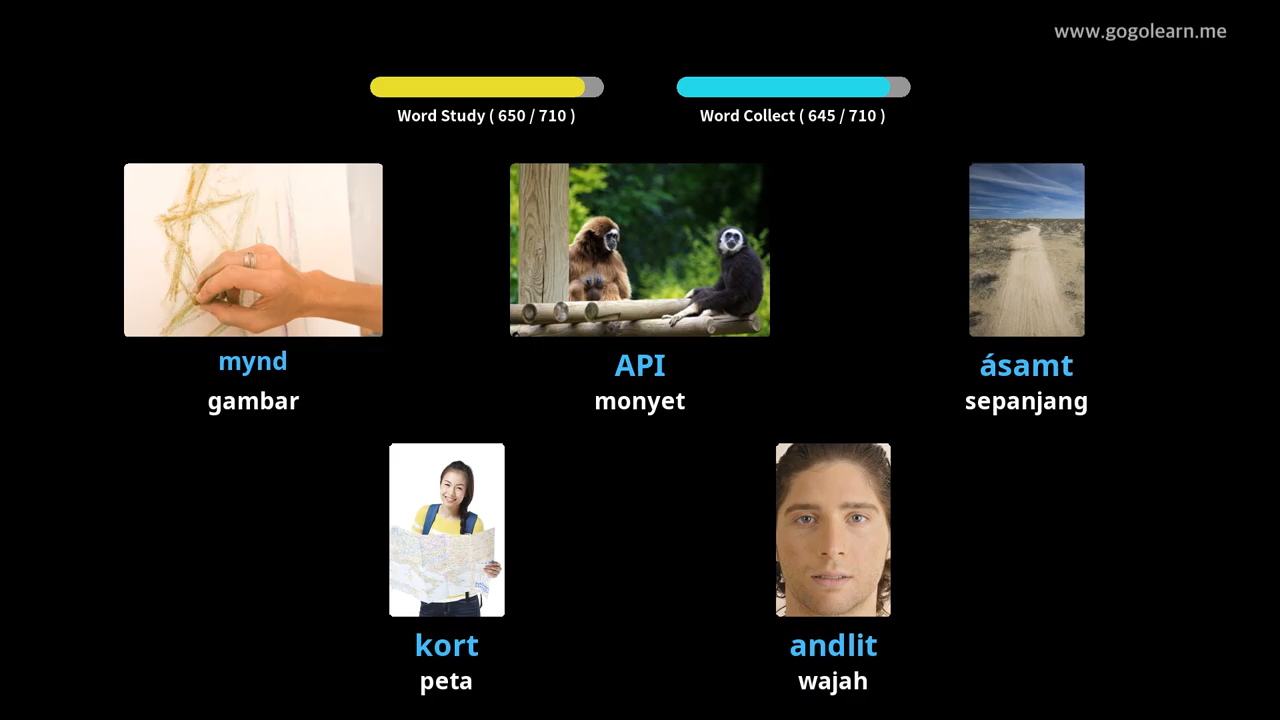 www.gogolearn.me
Word Study ( 650 / 710 )
Word Collect ( 645 / 710 )
mynd
gambar
API
monyet
ásamt
sepanjang
kort
peta
andlit
wajah